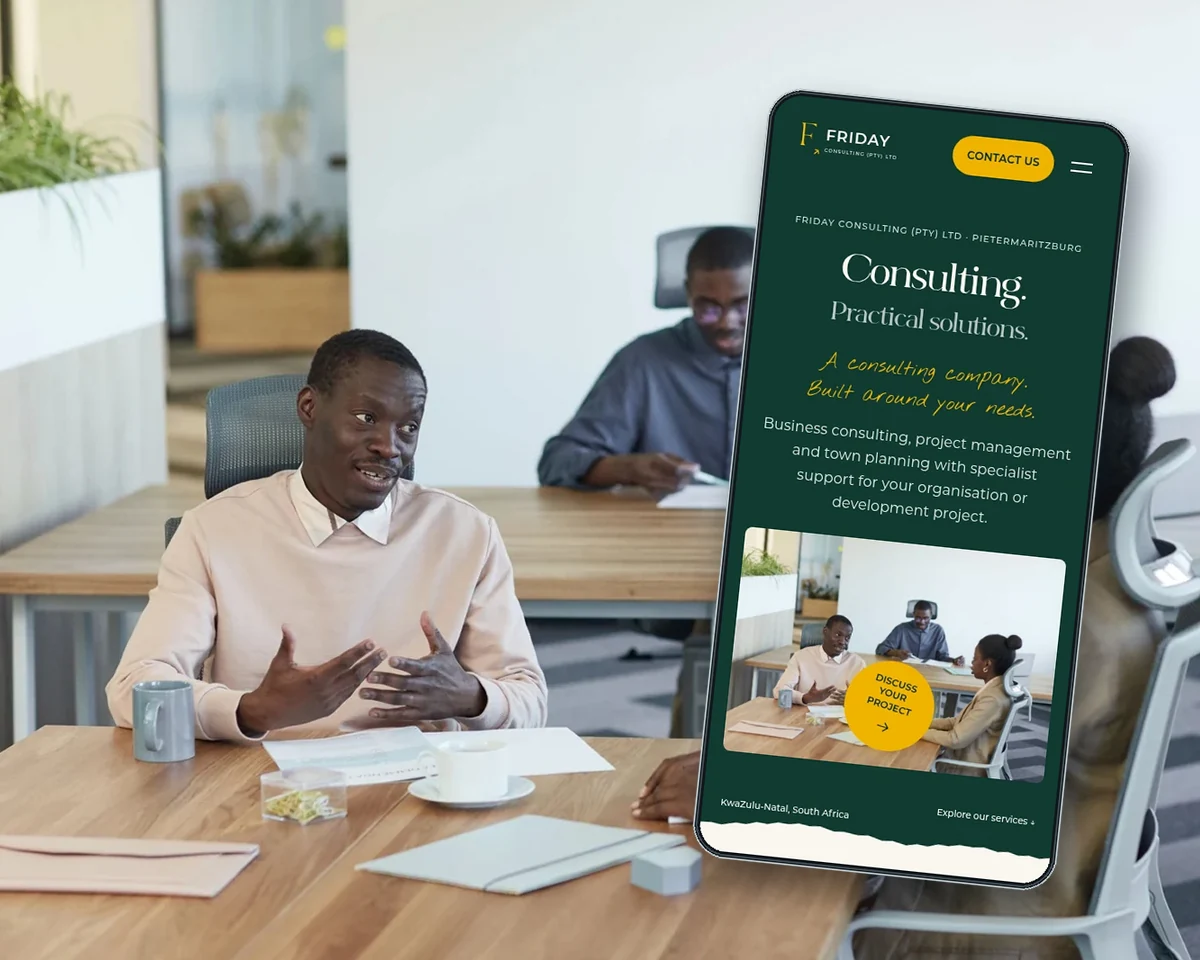 F FRIDAY
CONSULTING (PTY) LTD
CONTACT US
FRIDAY CONSULTING (PTY) LTD · PIETERMARITZBURG
Consulting.
Practical solutions.
A consulting company.
Built around your needs.
Business consulting, project management
and town planning with specialist
support for your organisation or
development project.
DISCUSS
YOUR
PROJECT
→
KwaZulu-Natal, South Africa
Explore our services ↓